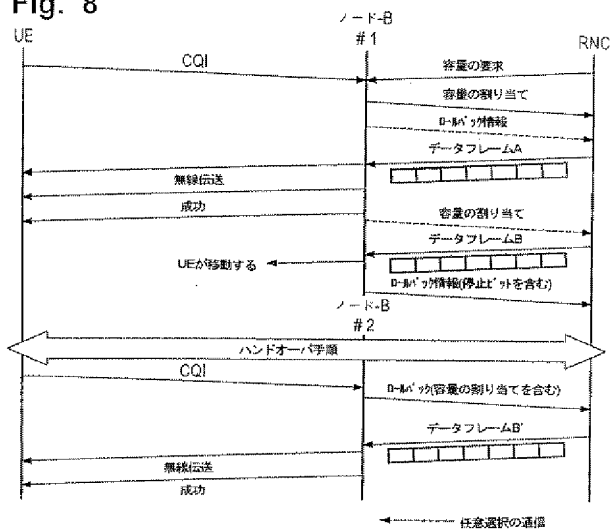 Fig. 8
UE
ノード-B
#1
RNC
CQI
容量の要求
容量の割り当て
ロールバック情報
データフレームA
無線伝送
成功
容量の割り当て
データフレームB
UEが移動する
ロールバック情報(停止ビットを含む)
ノード-B
#2
ハンドオーバ手順
CQI
ロールバック(容量の割り当てを含む)
データフレームB'
無線伝送
成功
任意選択の通信